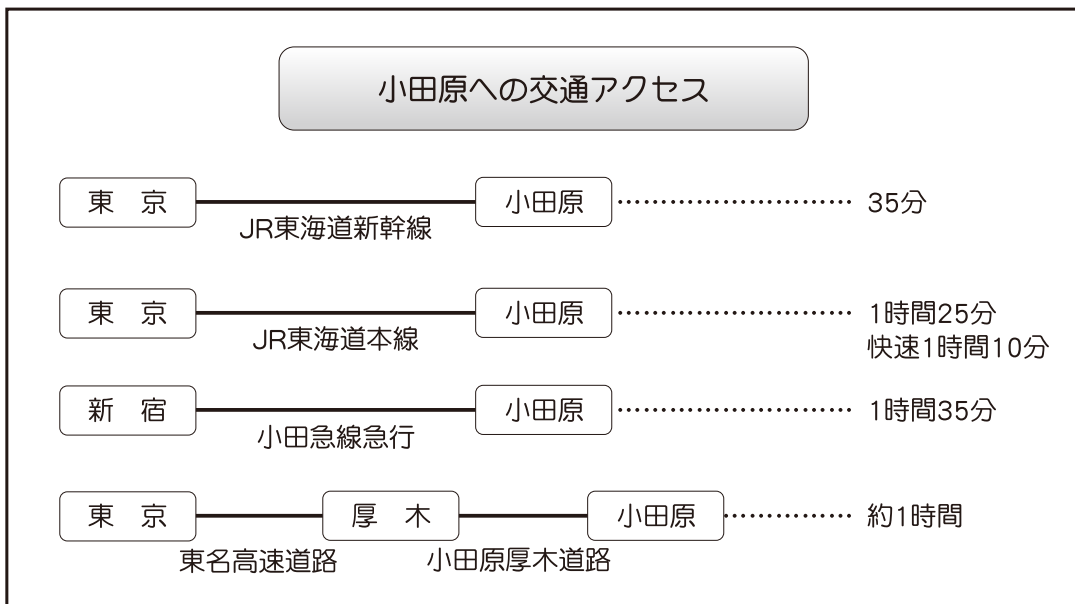 小田原への交通アクセス
東　京　小田原　35分
JR東海道新幹線
東　京　小田原　1時間25分
JR東海道本線　快速1時間10分
新　宿　小田原　1時間35分
小田急線急行
東　京　厚　木　小田原　約1時間
東名高速道路　小田原厚木道路